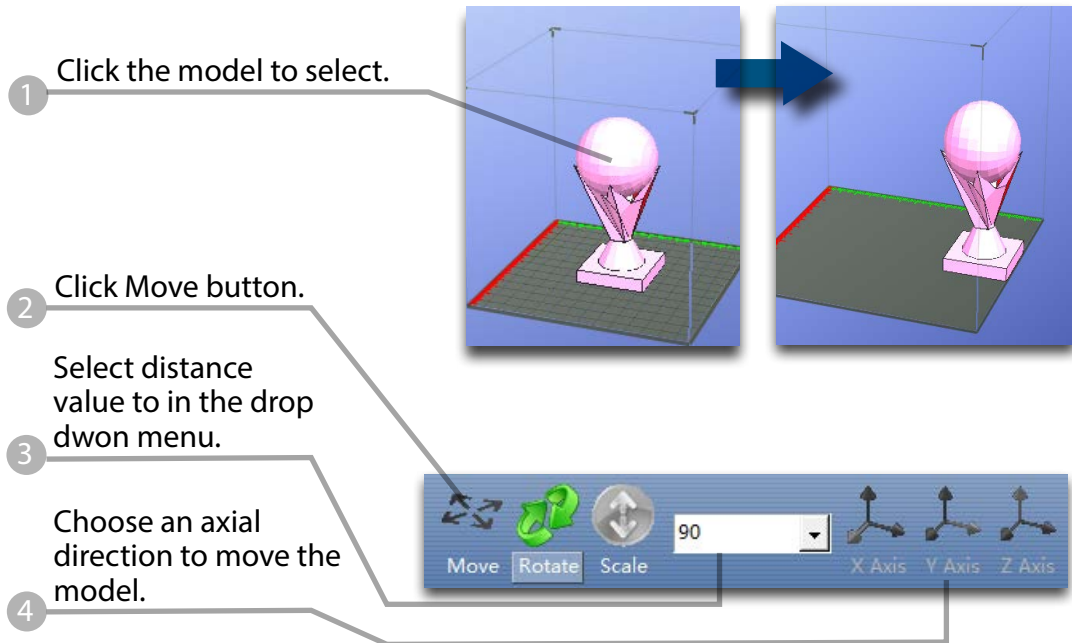 1
Click the model to select.
2
Click Move button.
3
Select distance
value to in the drop
dwon menu.
4
Choose an axial
direction to move the
model.
90
Move Rotate Scale X Axis Y Axis Z Axis